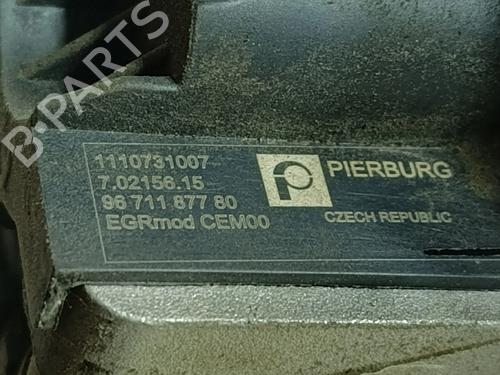 B-PARTS
1110731007
7.02156.15
96 711 877 80
EGRmod CEM00
PIERBURG
CZECH REPUBLIC